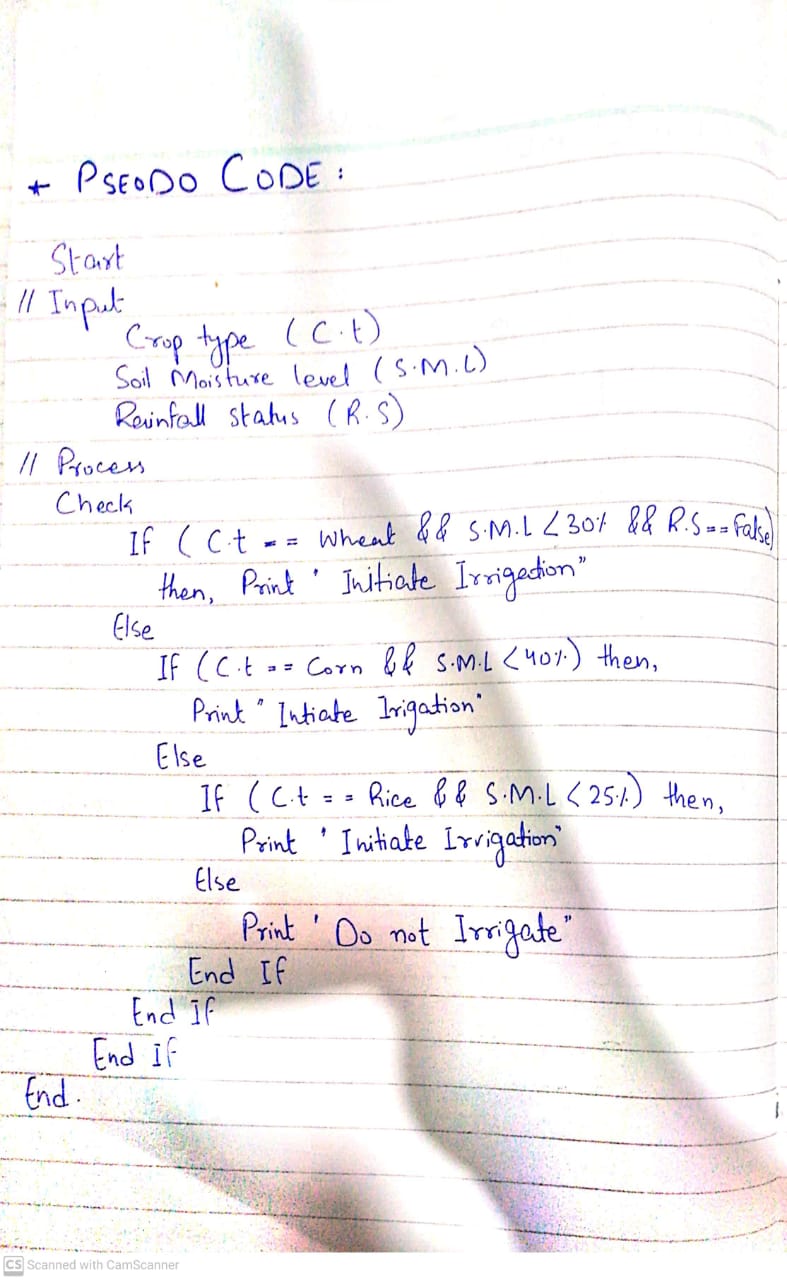 * PSEODO CODE :
Start
// Input
Crop type (C.t)
Soil Moisture level (S.M.L)
Rainfall status (R.S)
// Process
Check
If (C.t == Wheat && S.M.L < 30% && R.S == False)
then, Print " Initiate Irrigation"
Else
If (C.t == Corn && S.M.L < 40%) then,
Print " Intiate Irigation"
Else
If (C.t == Rice && S.M.L < 25%) then,
Print " Initiate Irrigation"
Else
Print " Do not Irrigate"
End If
End If
End If
End.
CS Scanned with CamScanner